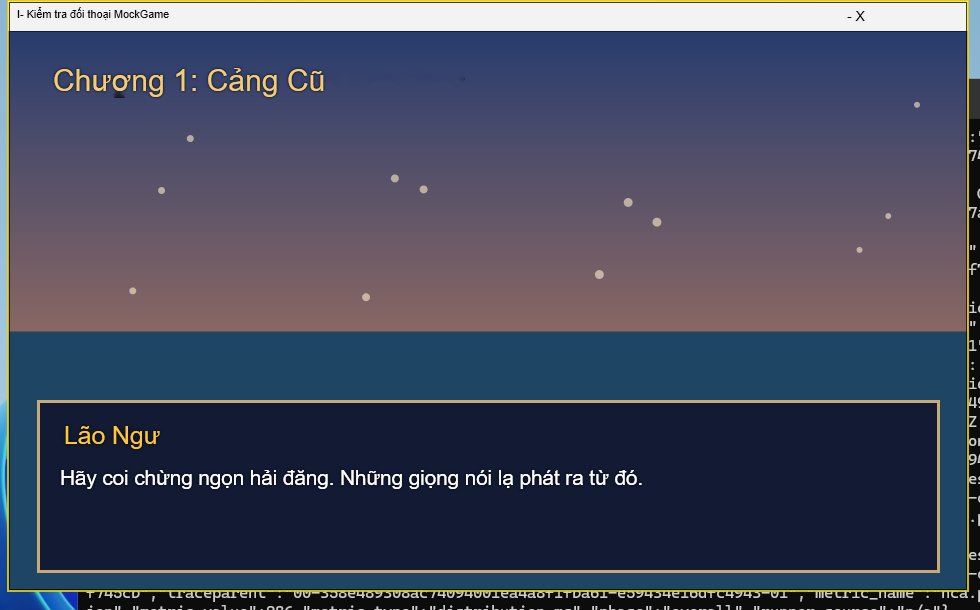 I- Kiểm tra đối thoại MockGame
- X
Chương 1: Cảng Cũ
Lão Ngư
Hãy coi chừng ngọn hải đăng. Những giọng nói lạ phát ra từ đó.